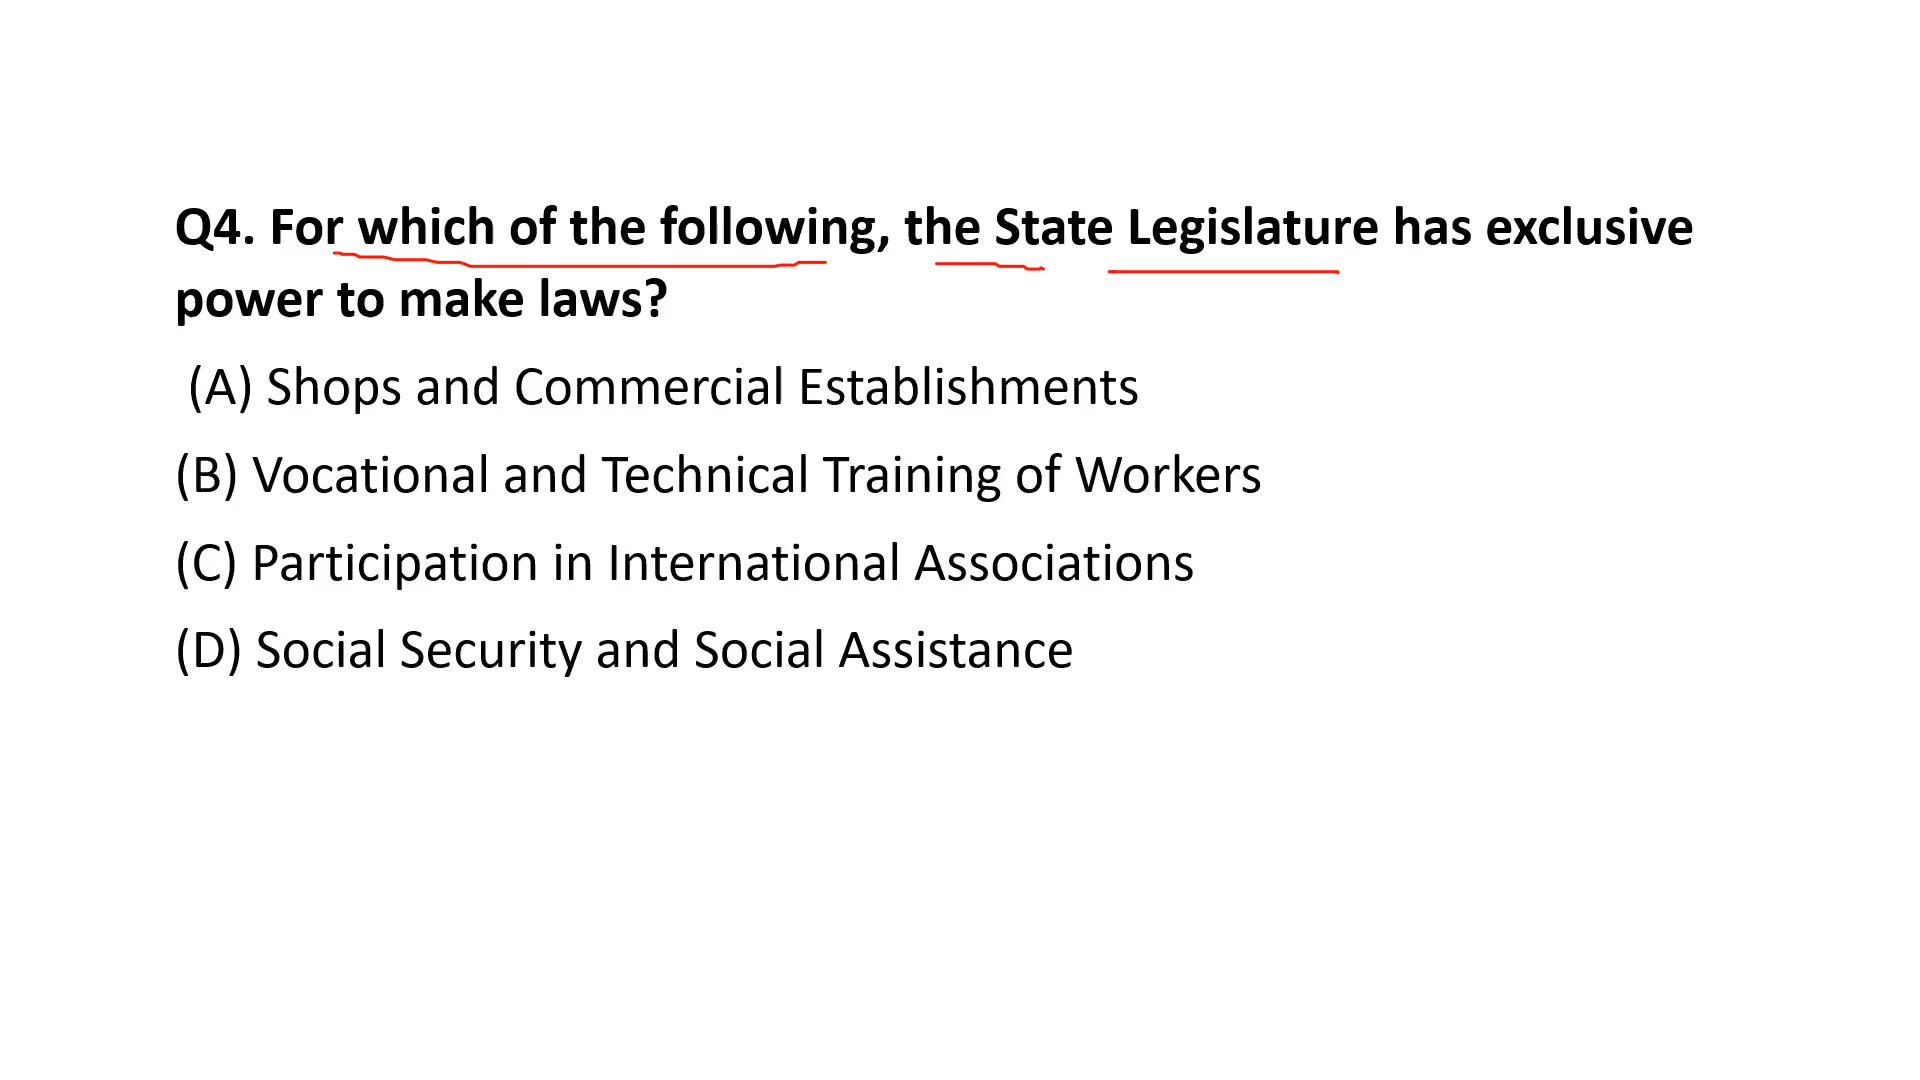 Q4. For which of the following, the State Legislature has exclusive
power to make laws?
(A) Shops and Commercial Establishments
(B) Vocational and Technical Training of Workers
(C) Participation in International Associations
(D) Social Security and Social Assistance